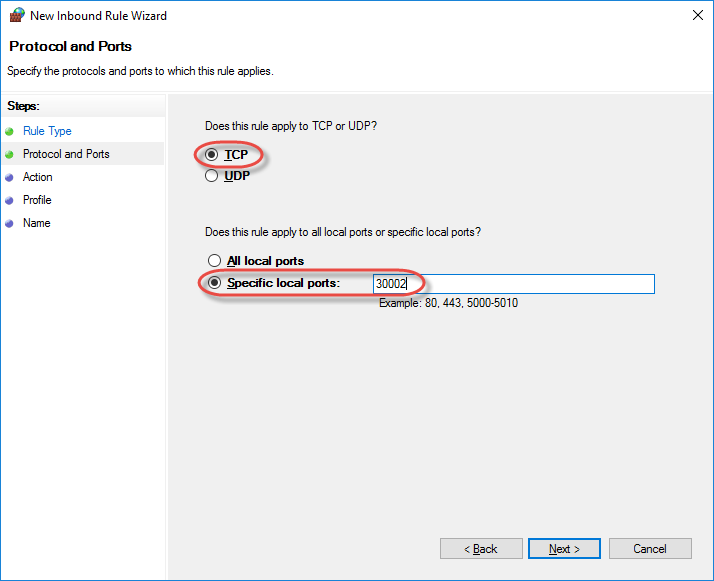 New Inbound Rule Wizard
Protocol and Ports
Specify the protocols and ports to which this rule applies.
Steps:
Rule Type
Protocol and Ports
Action
Profile
Name
Does this rule apply to TCP or UDP?
TCP
UDP
Does this rule apply to all local ports or specific local ports?
All local ports
Specific local ports: 30002
Example: 80, 443, 5000-5010
< Back Next > Cancel